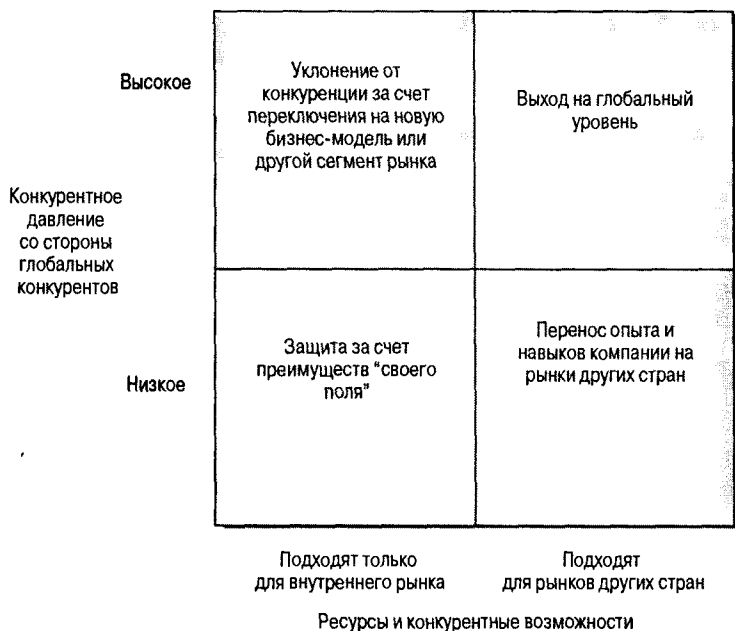 Высокое
Уклонение от
конкуренции за счет
переключения на новую
бизнес-модель или
другой сегмент рынка
Выход на глобальный
уровень
Конкурентное
давление
со стороны
глобальных
конкурентов
Низкое
Защита за счет
преимуществ "своего
поля"
Перенос опыта и
навыков компании на
рынки других стран
Подходят только
для внутреннего рынка
Подходят
для рынков других стран
Ресурсы и конкурентные возможности